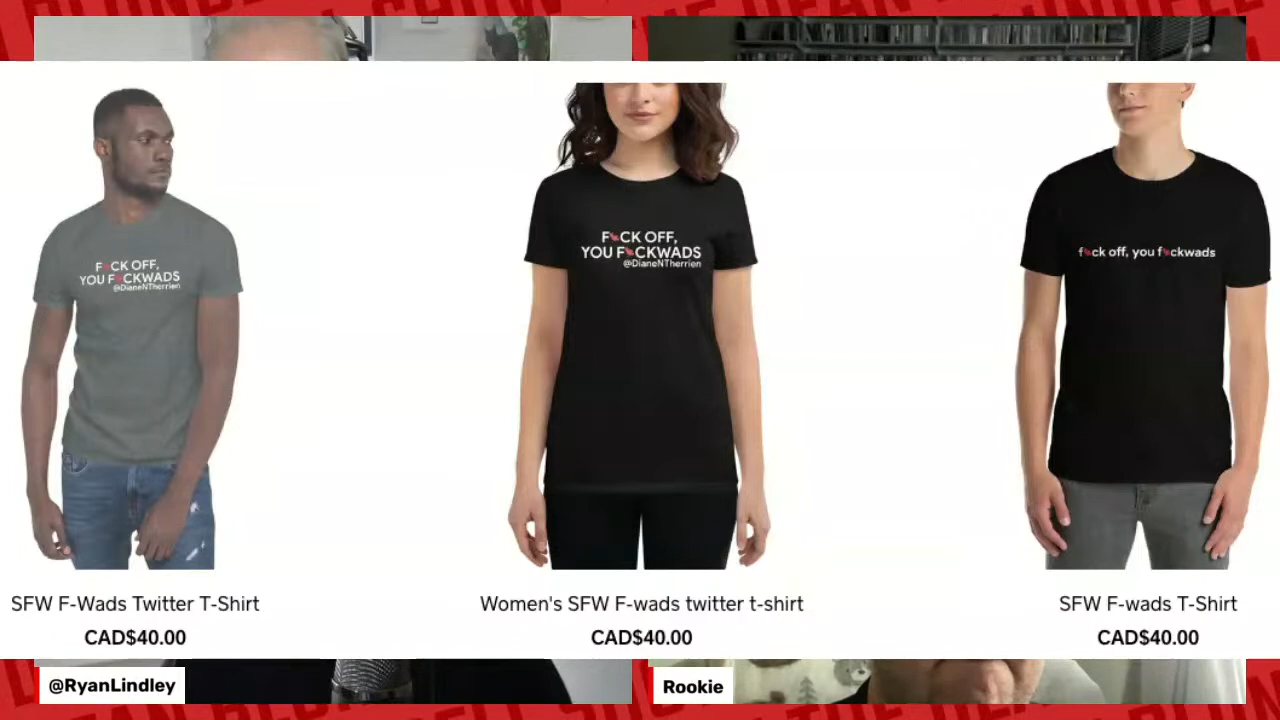 F CK OFF,
YOU F CKWADS
@DianeNTherrien
F CK OFF,
YOU F CKWADS
@DianeNTherrien
f ck off, you f ckwads
SFW F-Wads Twitter T-Shirt
CAD$40.00
Women's SFW F-wads twitter t-shirt
CAD$40.00
SFW F-wads T-Shirt
CAD$40.00
@RyanLindley
Rookie